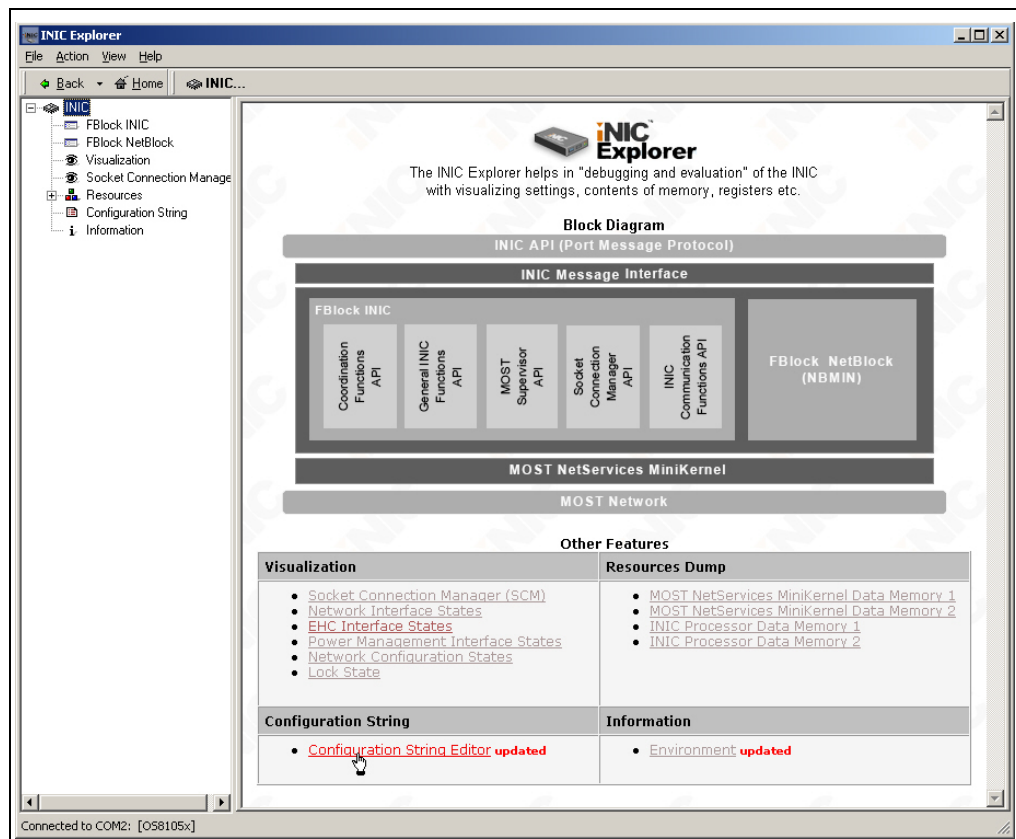 INIC Explorer
File Action View Help
Back Home INIC...
INIC
FBlock INIC
FBlock NetBlock
Visualization
Socket Connection Manage
Resources
Configuration String
Information
iNIC™
Explorer
The INIC Explorer helps in "debugging and evaluation" of the INIC
with visualizing settings, contents of memory, registers etc.
Block Diagram
INIC API (Port Message Protocol)
INIC Message Interface
FBlock INIC
Coordination
Functions
API
General INIC
Functions
API
MOST
Supervisor
API
Socket
Connection
Manager
API
INIC
Communication
Functions API
FBlock NetBlock
(NBMIN)
MOST NetServices MiniKernel
MOST Network
Other Features
Visualization
Socket Connection Manager (SCM)
Network Interface States
EHC Interface States
Power Management Interface States
Network Configuration States
Lock State
Resources Dump
MOST NetServices MiniKernel Data Memory 1
MOST NetServices MiniKernel Data Memory 2
INIC Processor Data Memory 1
INIC Processor Data Memory 2
Configuration String
Configuration String Editor updated
Information
Environment updated
Connected to COM2: [OS8105x]